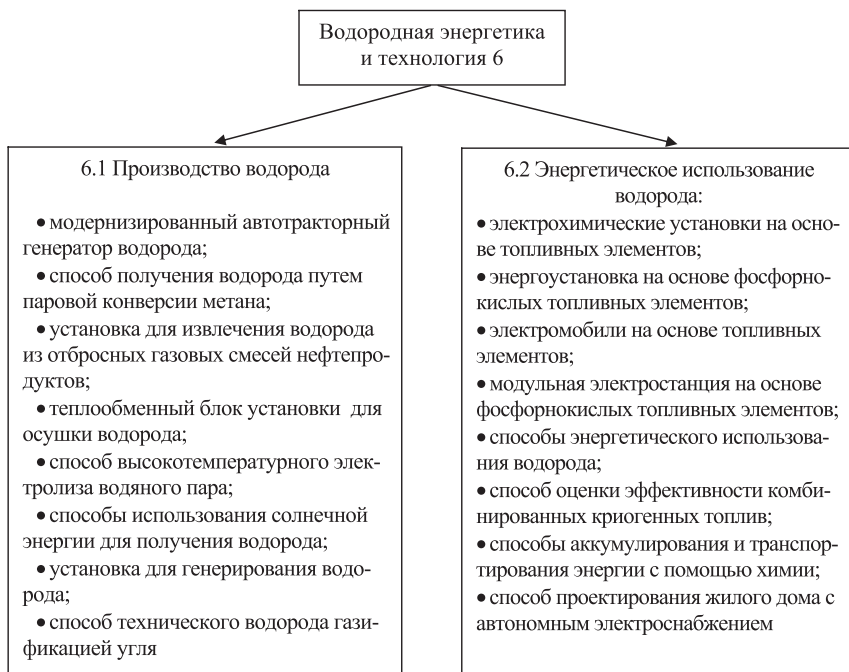 Водородная энергетика
и технология 6
6.1 Производство водорода
• модернизированный автотракторный
генератор водорода;
• способ получения водорода путем
паровой конверсии метана;
• установка для извлечения водорода
из отбросных газовых смесей нефтепро-
дуктов;
• теплообменный блок установки для
осушки водорода;
• способ высокотемпературного элек-
тролиза водяного пара;
• способы использования солнечной
энергии для получения водорода;
• установка для генерирования водо-
рода;
• способ технического водорода гази-
фикацией угля
6.2 Энергетическое использование
водорода:
• электрохимические установки на осно-
ве топливных элементов;
• энергоустановка на основе фосфорно-
кислых топливных элементов;
• электромобили на основе топливных
элементов;
• модульная электростанция на основе
фосфорнокислых топливных элементов;
• способы энергетического использова-
ния водорода;
• способ оценки эффективности комби-
нированных криогенных топлив;
• способы аккумулирования и транспор-
тирования энергии с помощью химии;
• способ проектирования жилого дома с
автономным электроснабжением